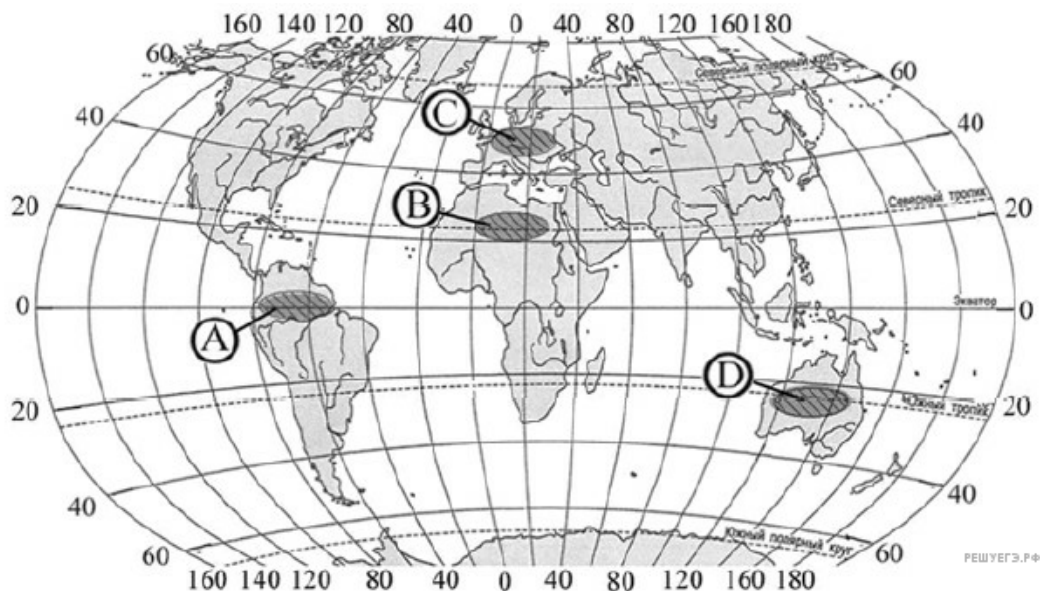 160 140 120 80 40 0 40 80 120 160 180
60 Северный полярный круг 60
C
40 40
B Северный тропик
20 20
0 Экватор 0
A
D
20 Южный тропик 20
40 40
60 Южный полярный круг 60
РЕШУЕГЭ.РФ
160 140 120 80 40 0 40 80 120 160 180